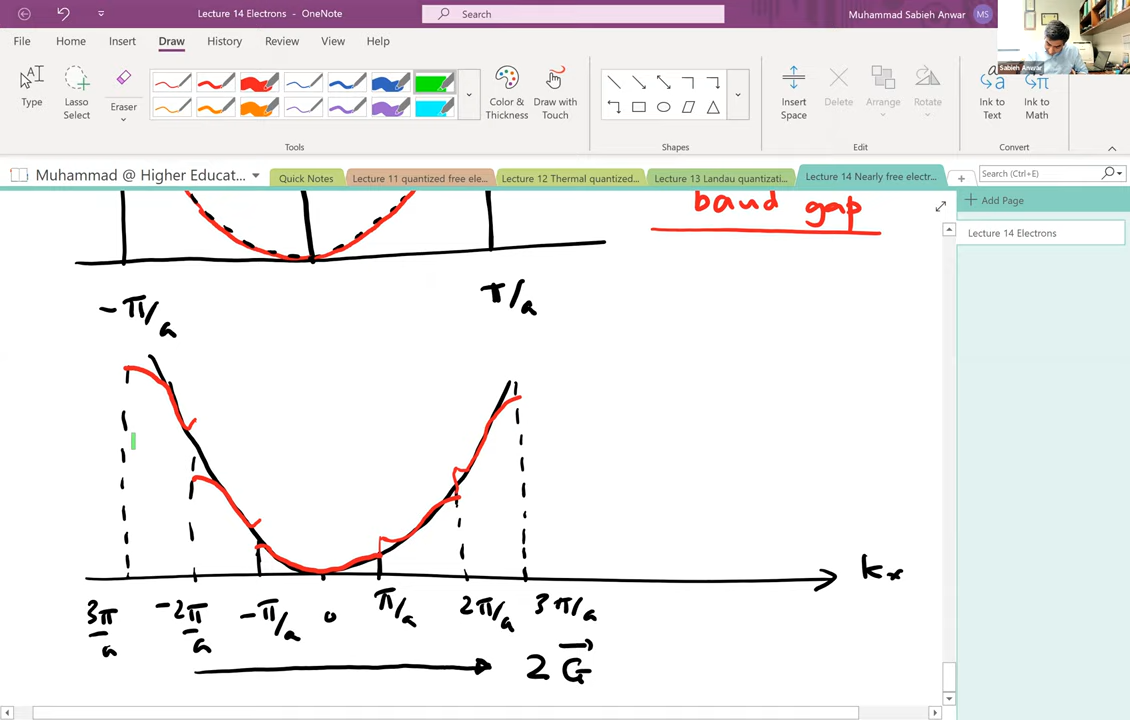 Lecture 14 Electrons - OneNote
Search
Muhammad Sabieh Anwar
MS
Sabieh Anwar
File Home Insert Draw History Review View Help
Type
Lasso Select
Eraser
Color & Thickness
Draw with Touch
Insert Space
Delete
Arrange
Rotate
Ink to Text
Ink to Math
Tools
Shapes
Edit
Convert
Muhammad @ Higher Educat...
Quick Notes
Lecture 11 quantized free ele...
Lecture 12 Thermal quantized...
Lecture 13 Landau quantizati...
Lecture 14 Nearly free electr...
Search (Ctrl+E)
Add Page
Lecture 14 Electrons
band gap
-π/a
π/a
kx
3π/a
-2π/a
-π/a
0
π/a
2π/a
3π/a
2 G⃗